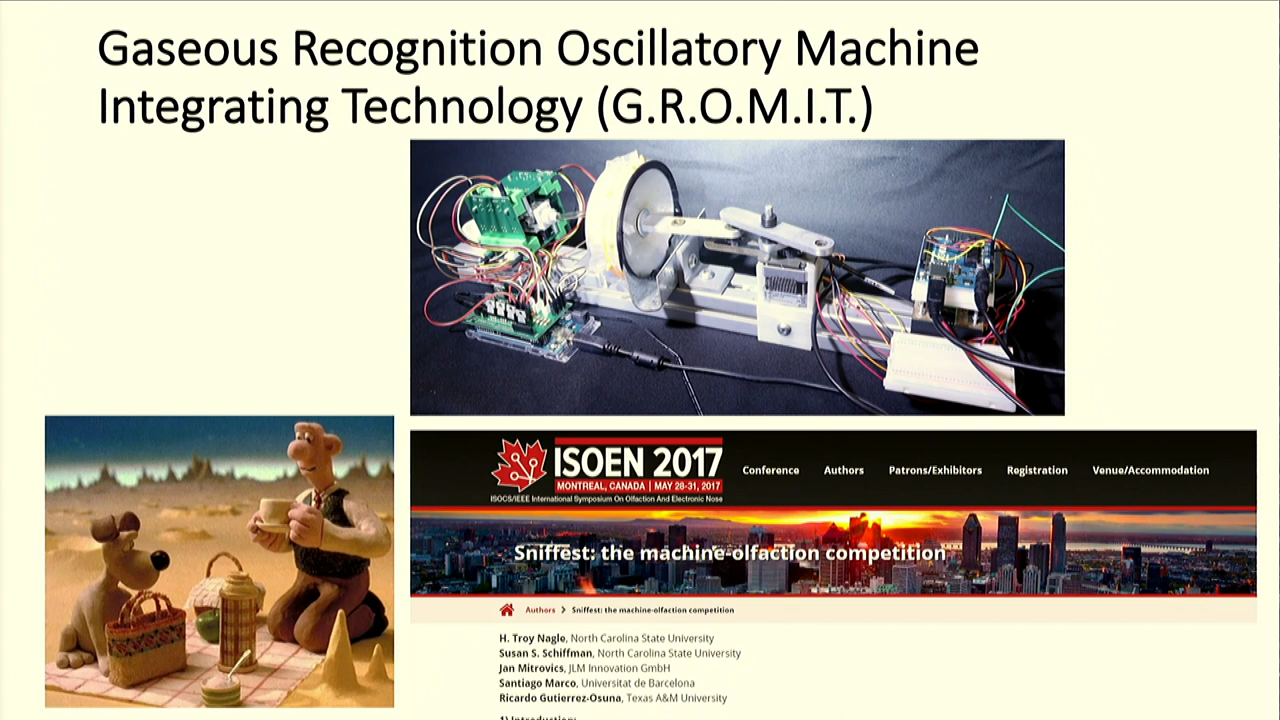 Gaseous Recognition Oscillatory Machine
Integrating Technology (G.R.O.M.I.T.)
ISOEN 2017
MONTREAL, CANADA | MAY 28-31, 2017
ISOCS/IEEE International Symposium On Olfaction And Electronic Nose
Conference Authors Patrons/Exhibitors Registration Venue/Accommodation
Sniffest: the machine-olfaction competition
Authors > Sniffest: the machine-olfaction competition
H. Troy Nagle, North Carolina State University
Susan S. Schiffman, North Carolina State University
Jan Mitrovics, JLM Innovation GmbH
Santiago Marco, Universitat de Barcelona
Ricardo Gutierrez-Osuna, Texas A&M University
1) Introduction: